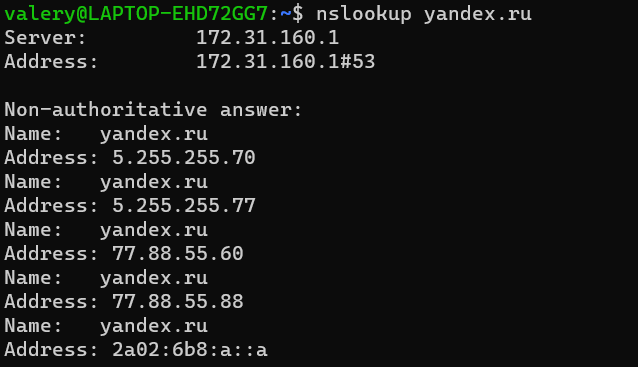 valery@LAPTOP-EHD72GG7:~$ nslookup yandex.ru
Server:         172.31.160.1
Address:        172.31.160.1#53

Non-authoritative answer:
Name:   yandex.ru
Address: 5.255.255.70
Name:   yandex.ru
Address: 5.255.255.77
Name:   yandex.ru
Address: 77.88.55.60
Name:   yandex.ru
Address: 77.88.55.88
Name:   yandex.ru
Address: 2a02:6b8:a::a